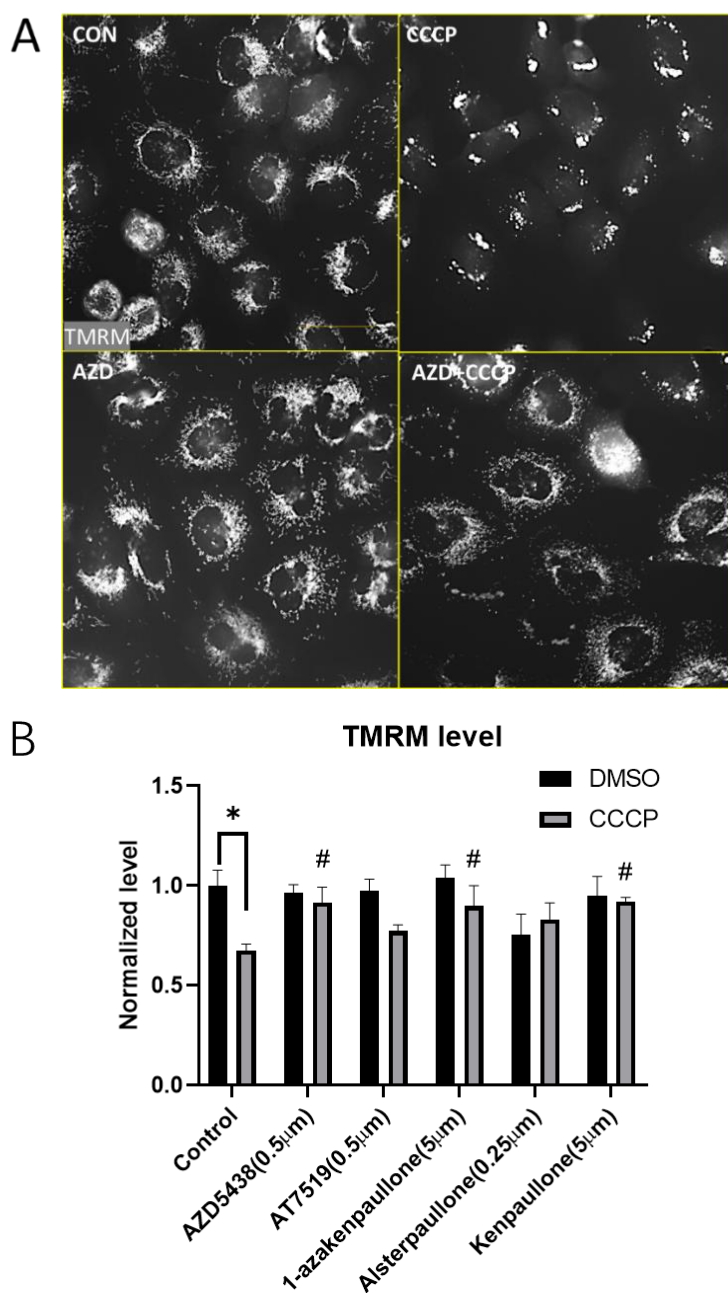 A
CON
CCCP
TMRM
AZD
AZD+CCCP
B
TMRM level
DMSO
CCCP
*
#
#
#
Normalized level
1.5
1.0
0.5
0.0
Control
AZD5438(0.5μm)
AT7519(0.5μm)
1-azakenpaullone(5μm)
Alsterpaullone(0.25μm)
Kenpaullone(5μm)